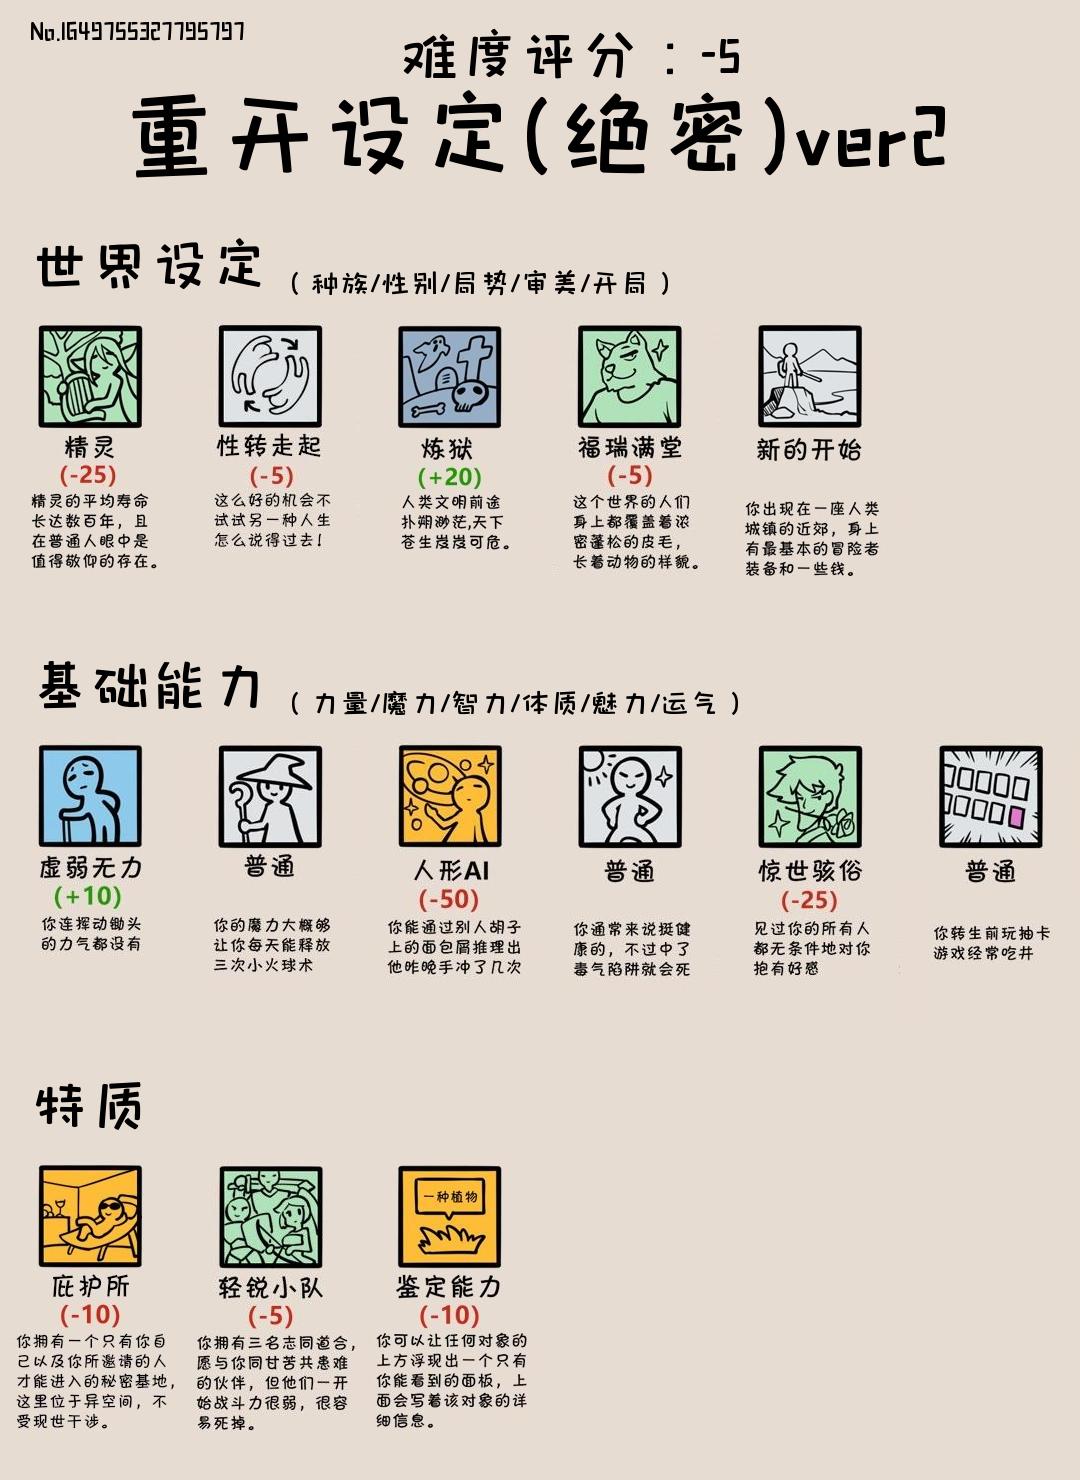 No.1649755327795797
难度评分：-5
重开设定(绝密)ver2
世界设定
( 种族/性别/局势/审美/开局 )
精灵
(-25)
精灵的平均寿命
长达数百年，且
在普通人眼中是
值得敬仰的存在。
性转走起
(-5)
这么好的机会不
试试另一种人生
怎么说得过去！
炼狱
(+20)
人类文明前途
扑朔渺茫,天下
苍生岌岌可危。
福瑞满堂
(-5)
这个世界的人们
身上都覆盖着浓
密蓬松的皮毛，
长着动物的样貌。
新的开始
你出现在一座人类
城镇的近郊，身上
有最基本的冒险者
装备和一些钱。
基础能力
( 力量/魔力/智力/体质/魅力/运气 )
虚弱无力
(+10)
你连挥动锄头
的力气都没有
普通
你的魔力大概够
让你每天能释放
三次小火球术
人形AI
(-50)
你能通过别人胡子
上的面包屑推理出
他昨晚手冲了几次
普通
你通常来说挺健
康的，不过中了
毒气陷阱就会死
惊世骇俗
(-25)
见过你的所有人
都无条件地对你
抱有好感
普通
你转生前玩抽卡
游戏经常吃井
特质
庇护所
(-10)
你拥有一个只有你自
己以及你所邀请的人
才能进入的秘密基地，
这里位于异空间，不
受现世干涉。
轻锐小队
(-5)
你拥有三名志同道合，
愿与你同甘苦共患难
的伙伴，但他们一开
始战斗力很弱，很容
易死掉。
一种植物
鉴定能力
(-10)
你可以让任何对象的
上方浮现出一个只有
你能看到的面板，上
面会写着该对象的详
细信息。